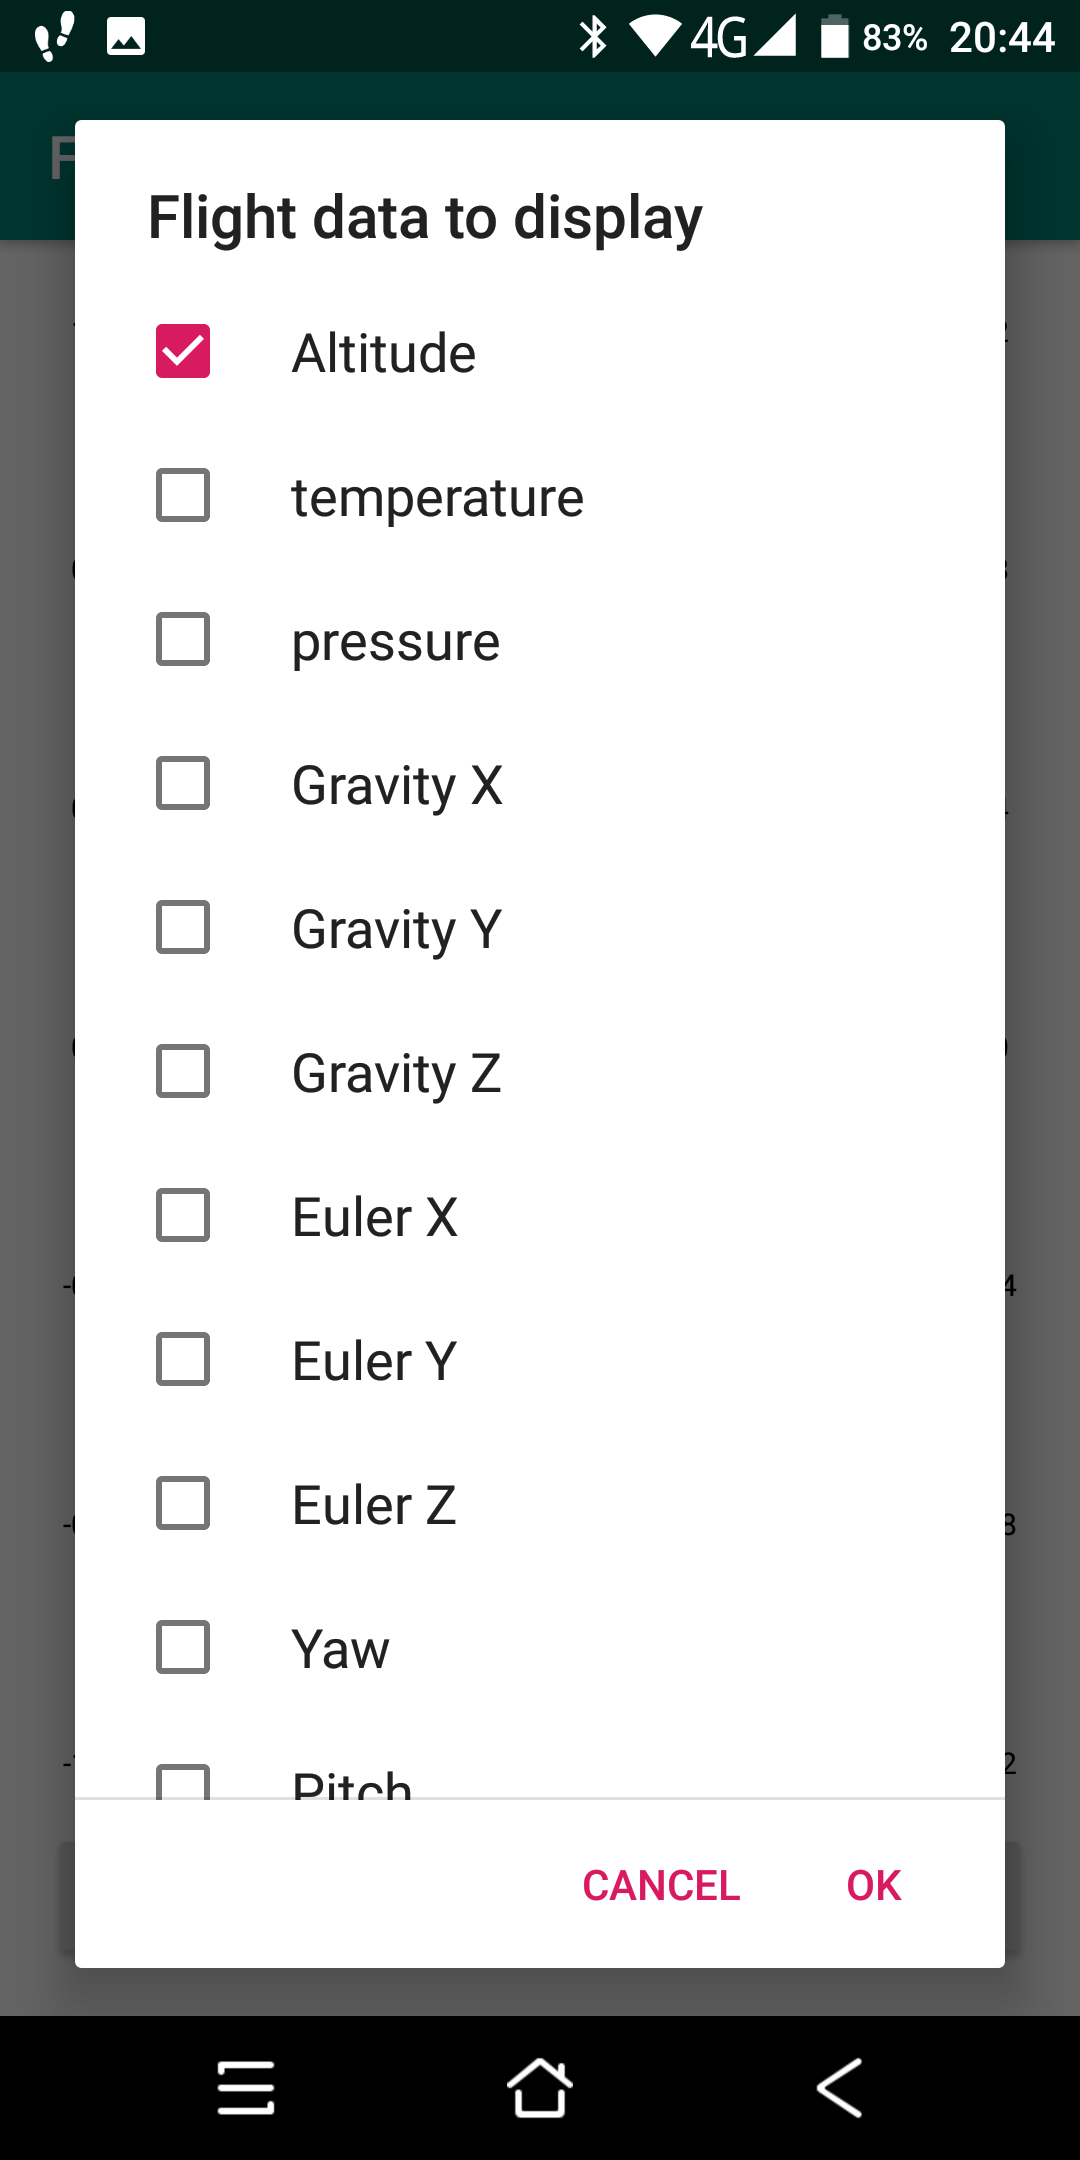 4G 83% 20:44
Flight data to display
Altitude
temperature
pressure
Gravity X
Gravity Y
Gravity Z
Euler X
Euler Y
Euler Z
Yaw
Pitch
CANCEL OK